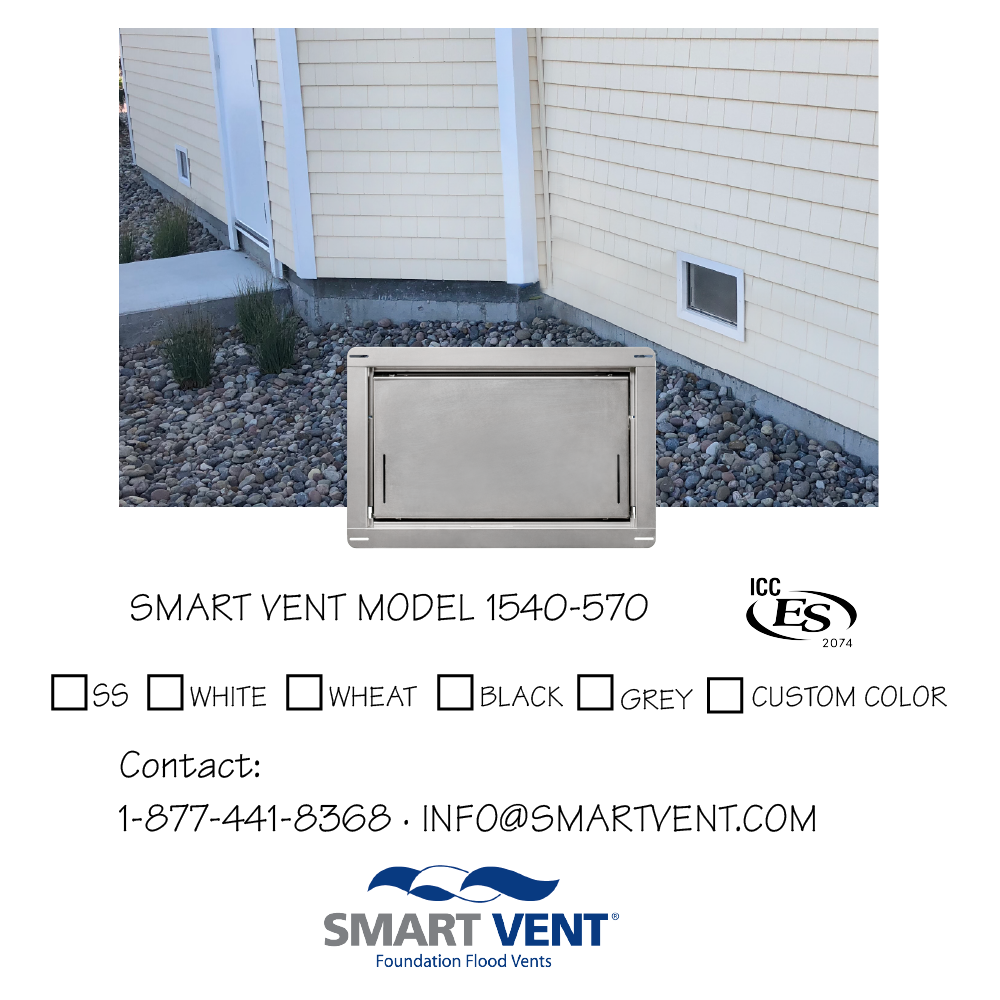 SMART VENT MODEL 1540-570
ICC
ES
2074
SS WHITE WHEAT BLACK GREY CUSTOM COLOR
Contact:
1-877-441-8368 · INFO@SMARTVENT.COM
SMART VENT®
Foundation Flood Vents